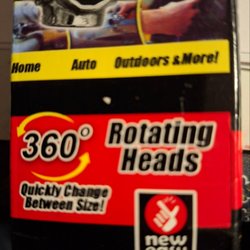 Home Auto Outdoors &More!
360° Rotating
Heads
Quickly Change
Between Size!
new